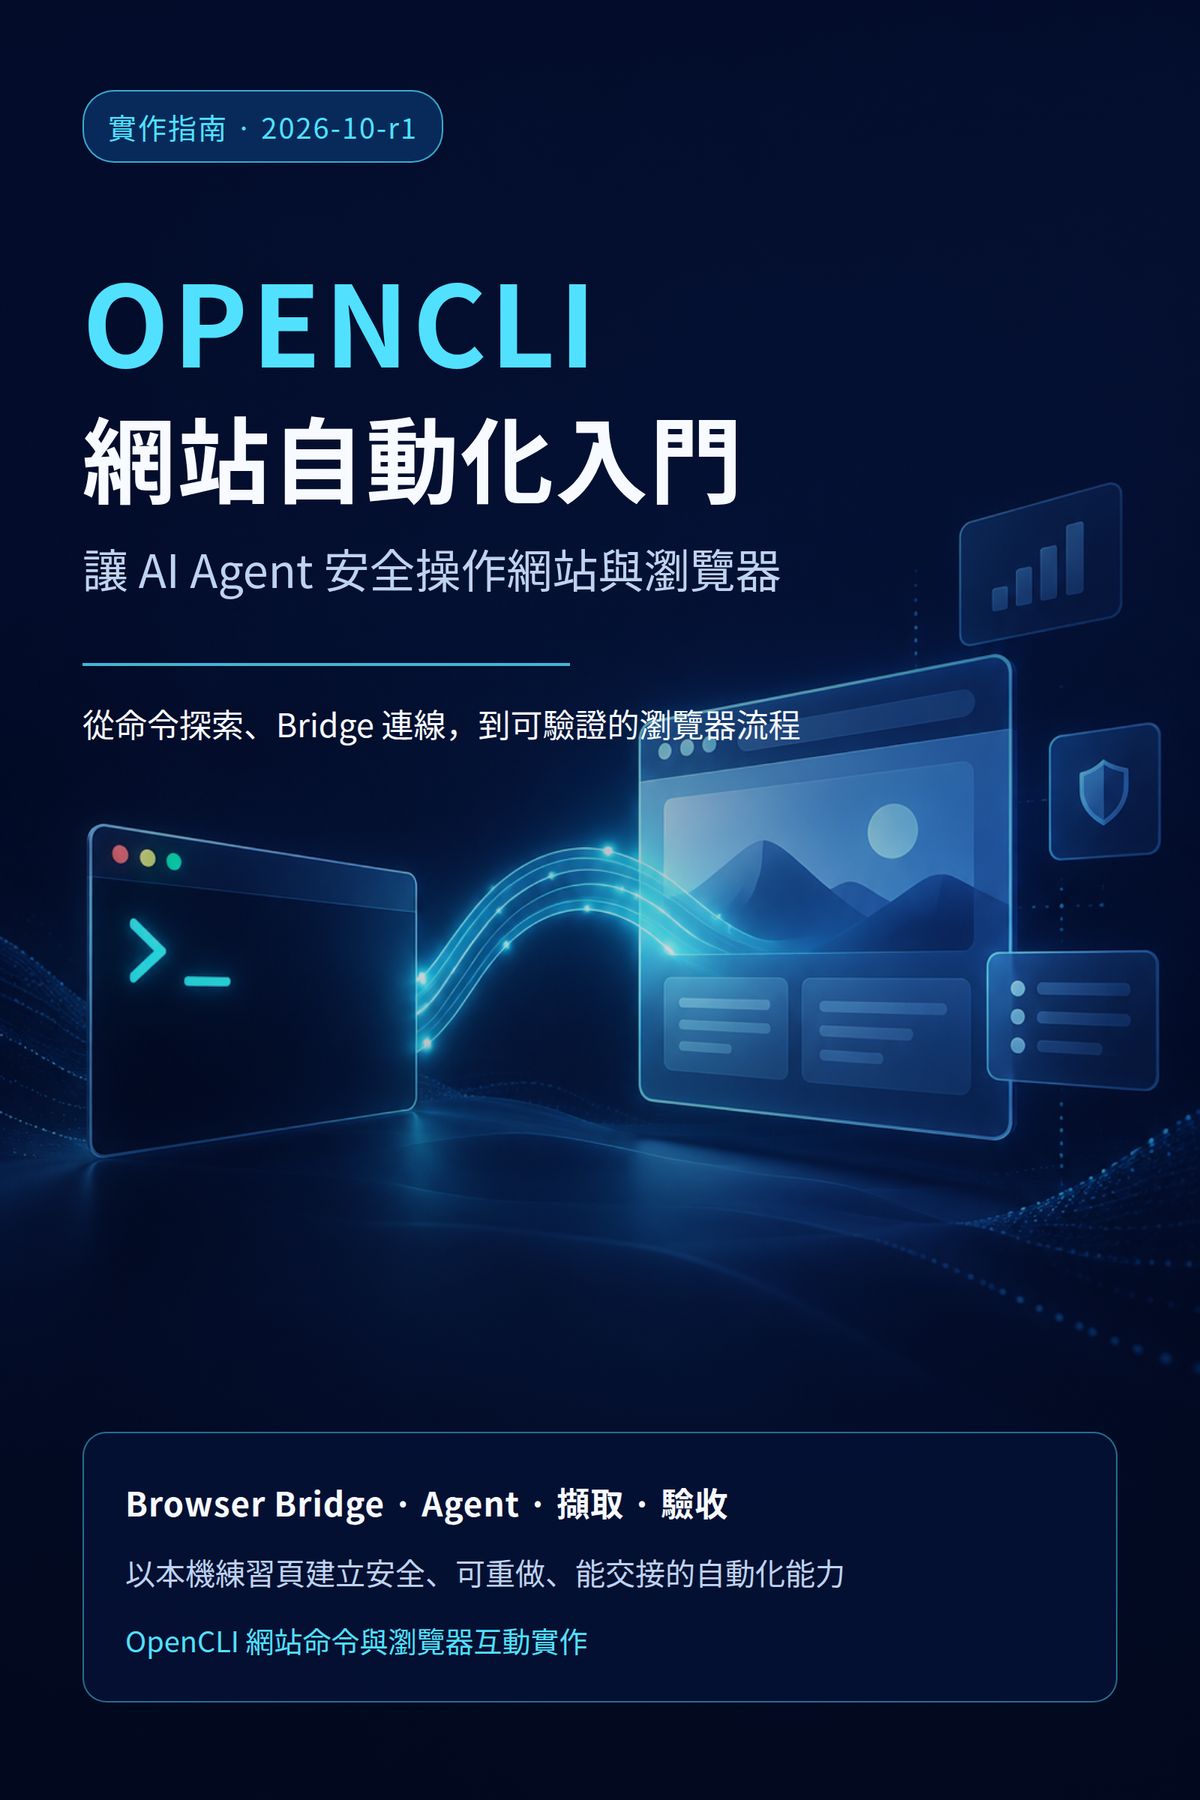 實作指南 · 2026-10-r1
OPENCLI
網站自動化入門
讓 AI Agent 安全操作網站與瀏覽器
從命令探索、Bridge 連線，到可驗證的瀏覽器流程
>_
Browser Bridge · Agent · 擷取 · 驗收
以本機練習頁建立安全、可重做、能交接的自動化能力
OpenCLI 網站命令與瀏覽器互動實作